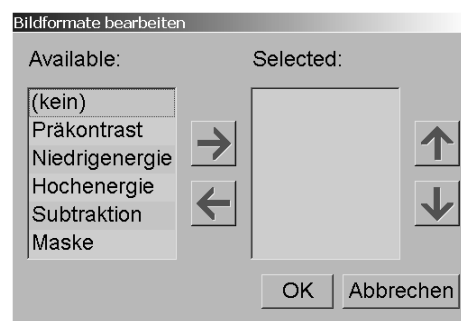 Bildformate bearbeiten
Available:
Selected:
(kein)
Präkontrast
Niedrigenergie
Hochenergie
Subtraktion
Maske
OK
Abbrechen